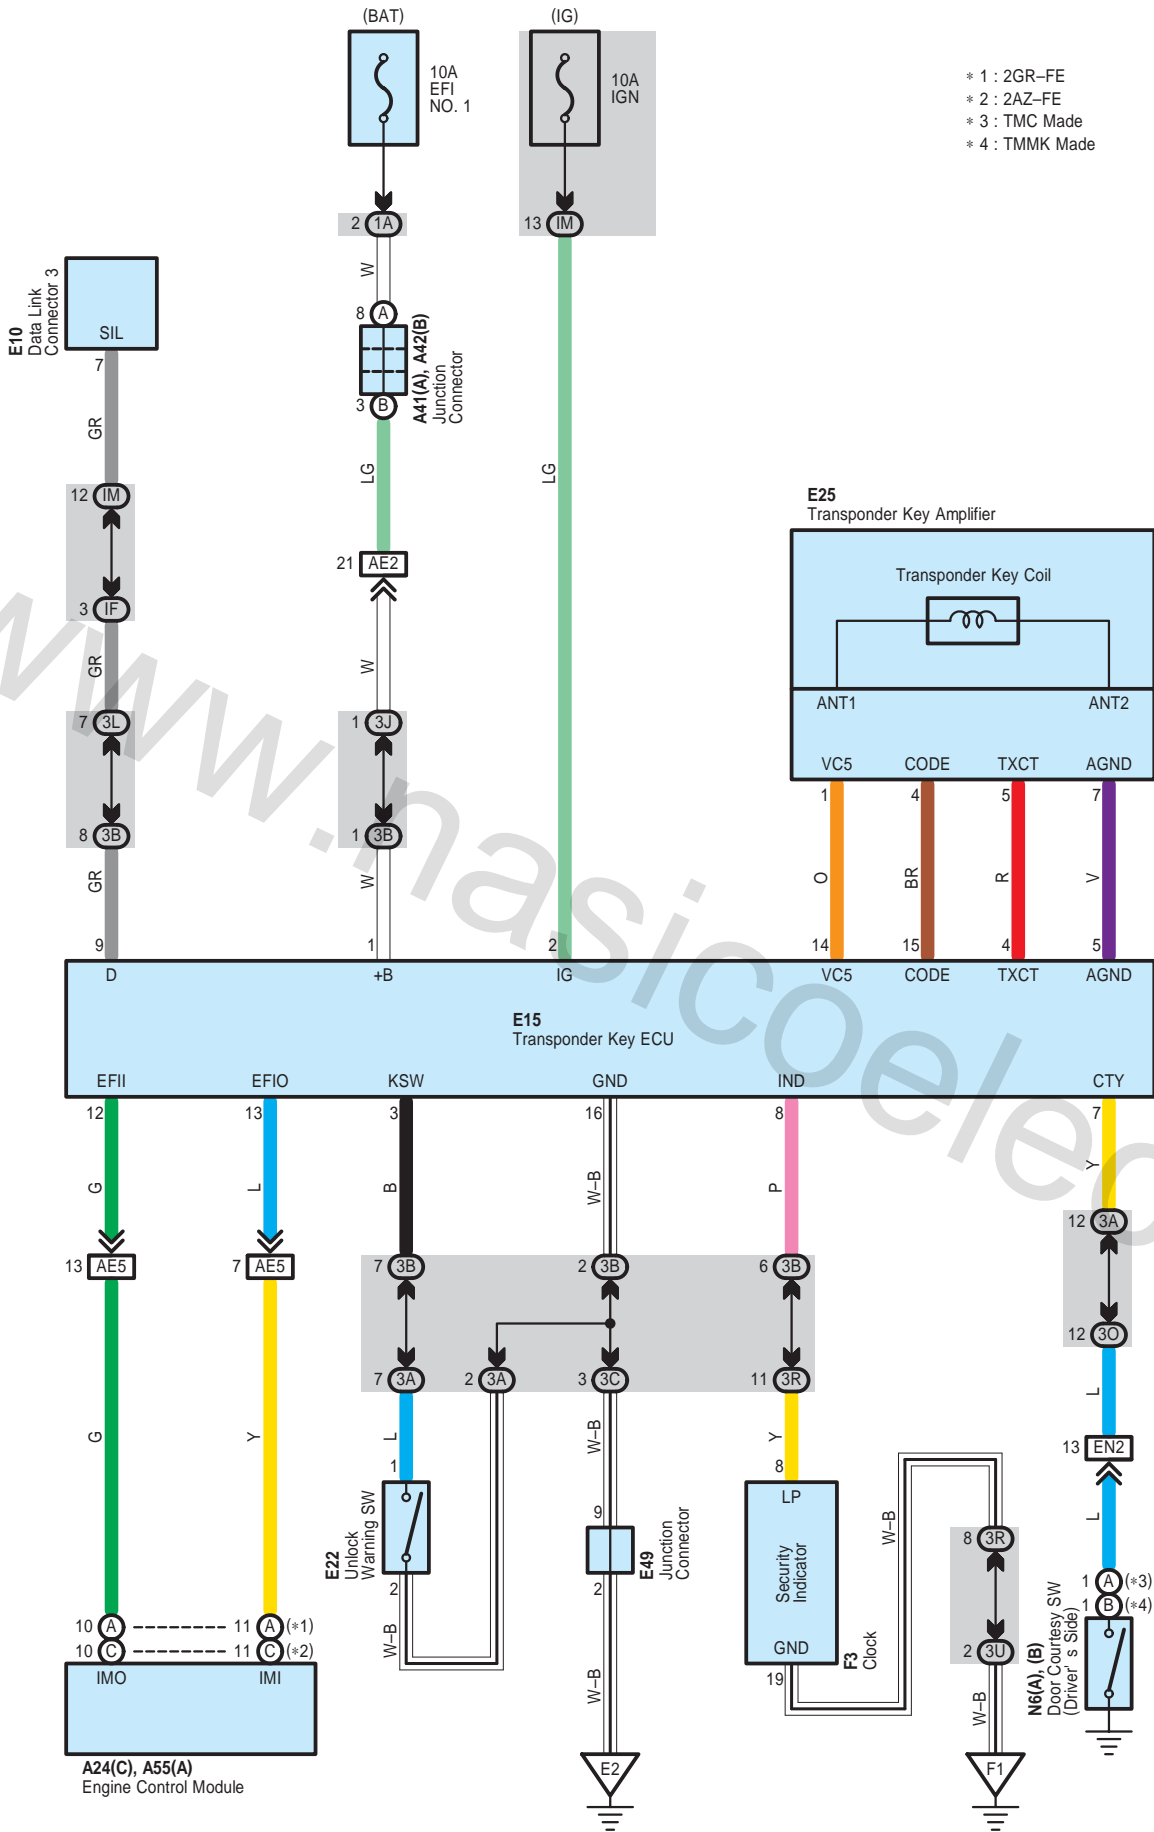 (BAT)
(IG)
10A
EFI
NO. 1
10A
IGN
* 1 : 2GR–FE
* 2 : 2AZ–FE
* 3 : TMC Made
* 4 : TMMK Made
2 1A
13 IM
W
8 A
A41(A), A42(B)
Junction
Connector
3 B
E10
Data Link
Connector 3
SIL
7
GR
LG
LG
12 IM
21 AE2
3 IF
GR
W
7 3L
1 3J
8 3B
1 3B
GR
W
E25
Transponder Key Amplifier
Transponder Key Coil
ANT1
ANT2
VC5
CODE
TXCT
AGND
1
4
5
7
O
BR
R
V
9
1
2
14
15
4
5
D
+B
IG
VC5
CODE
TXCT
AGND
E15
Transponder Key ECU
EFII
EFIO
KSW
GND
IND
CTY
12
13
3
16
8
7
G
L
B
W–B
P
Y
12 3A
13 AE5
7 AE5
7 3B
2 3B
6 3B
12 3O
7 3A
2 3A
3 3C
11 3R
G
Y
L
W–B
Y
L
13 EN2
1
9
8
L
E22
Unlock
Warning SW
E49
Junction
Connector
LP
Security
Indicator
GND
F3
Clock
W–B
8 3R
2
2
1 A (*3)
1 B (*4)
N6(A), (B)
Door Courtesy SW
(Driver' s Side)
10 A
11 A (*1)
10 C
11 C (*2)
W–B
W–B
19
2 3U
W–B
IMO
IMI
A24(C), A55(A)
Engine Control Module
E2
F1
www.nasicoelec